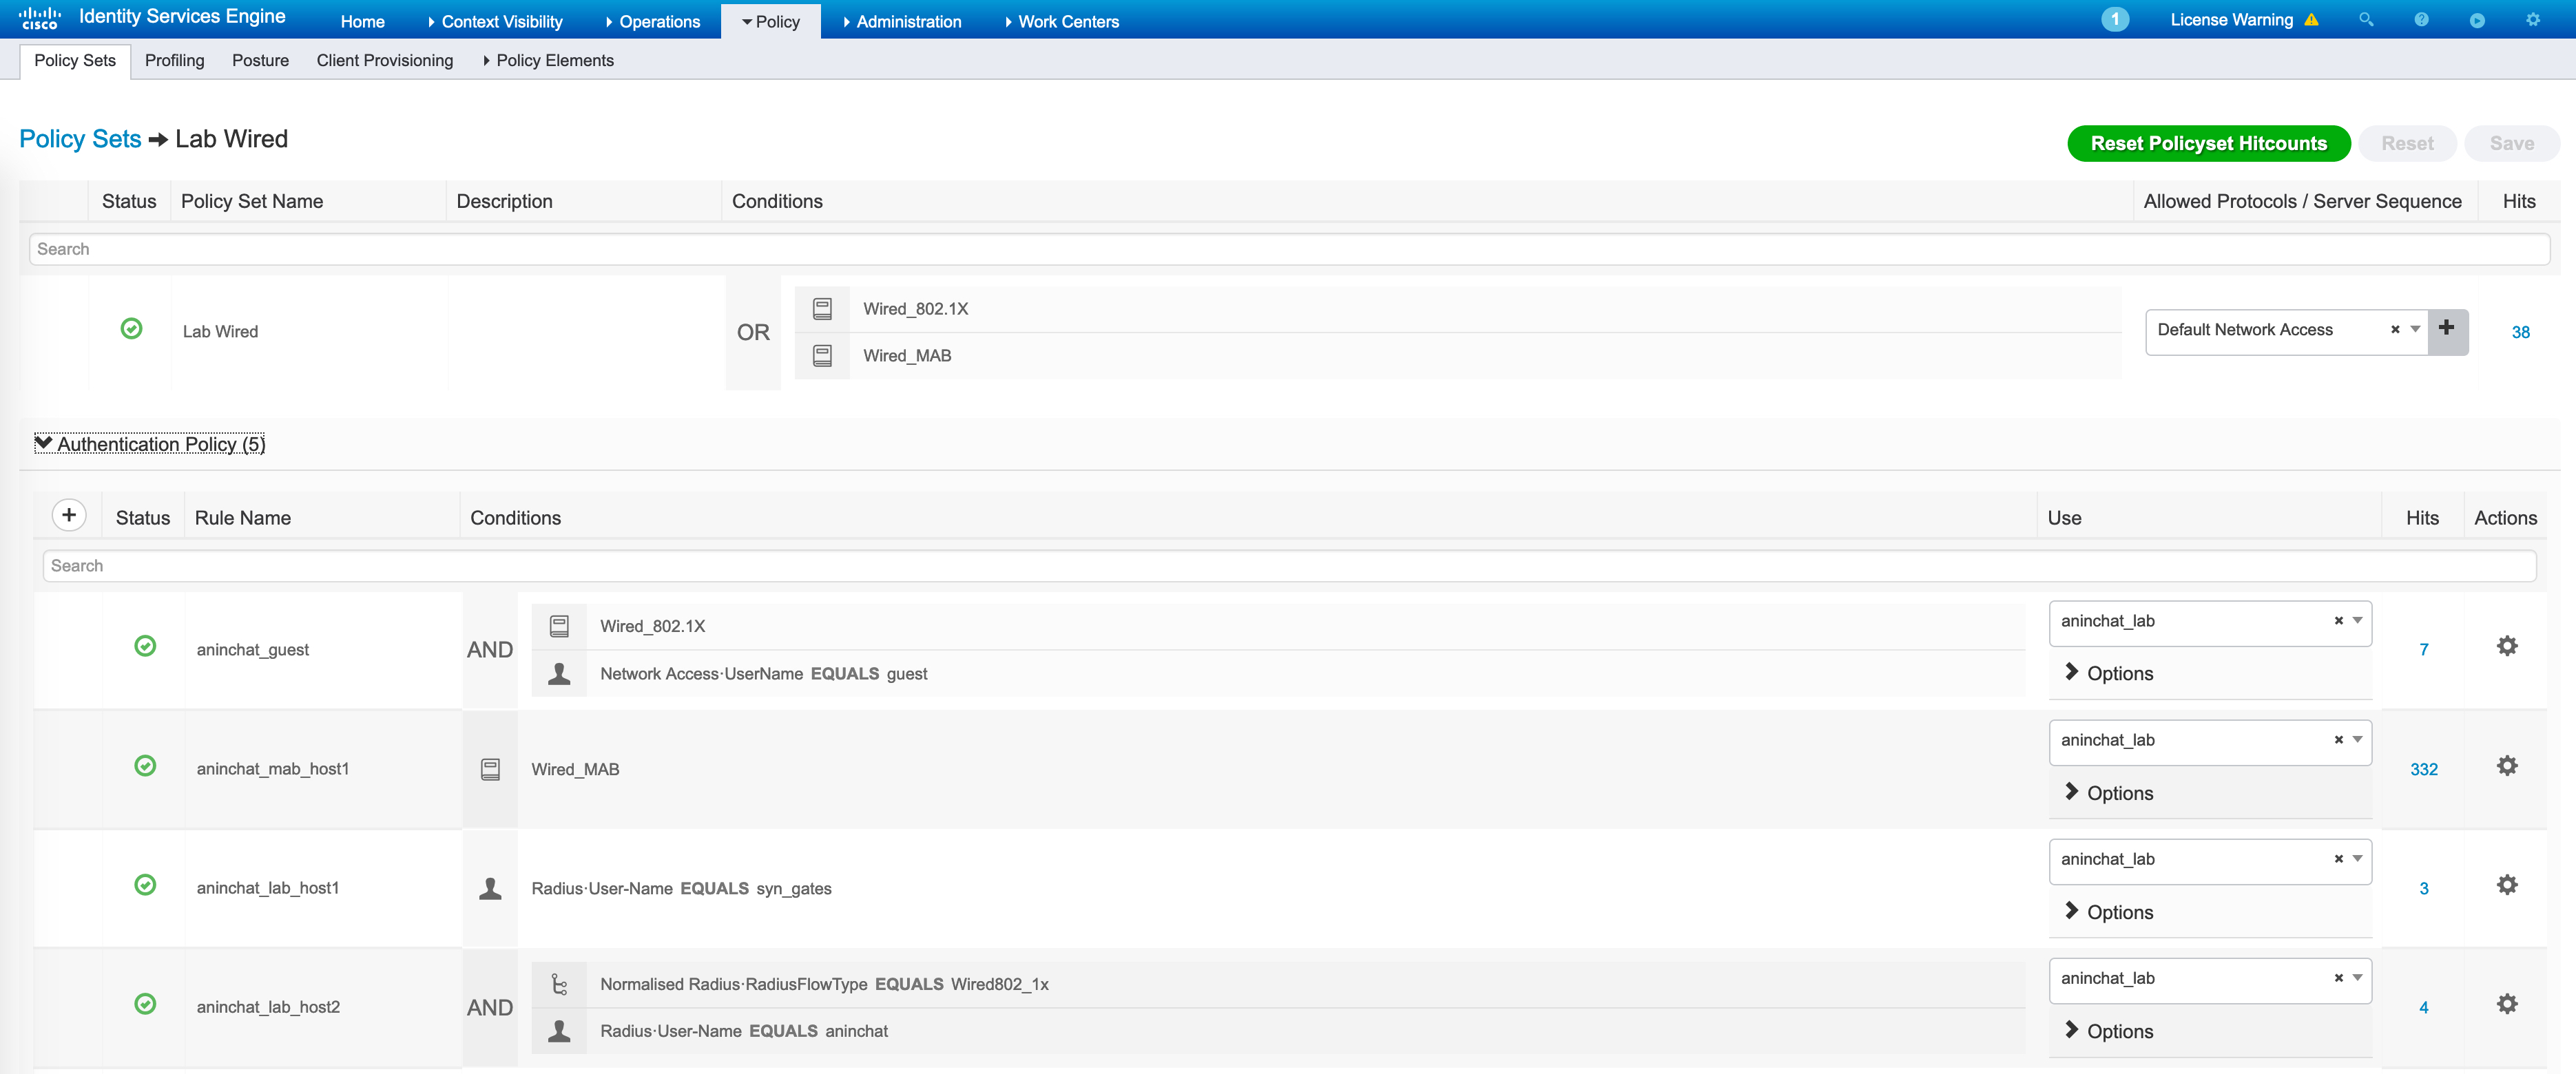 cisco Identity Services Engine Home Context Visibility Operations Policy Administration Work Centers 1 License Warning
Policy Sets Profiling Posture Client Provisioning Policy Elements
Policy Sets → Lab Wired Reset Policyset Hitcounts Reset Save
Status Policy Set Name Description Conditions Allowed Protocols / Server Sequence Hits
Search
Lab Wired OR Wired_802.1X Wired_MAB Default Network Access 38
Authentication Policy (5)
Status Rule Name Conditions Use Hits Actions
Search
aninchat_guest AND Wired_802.1X Network Access·UserName EQUALS guest aninchat_lab Options 7
aninchat_mab_host1 Wired_MAB aninchat_lab Options 332
aninchat_lab_host1 Radius·User-Name EQUALS syn_gates aninchat_lab Options 3
aninchat_lab_host2 AND Normalised Radius·RadiusFlowType EQUALS Wired802_1x Radius·User-Name EQUALS aninchat aninchat_lab Options 4